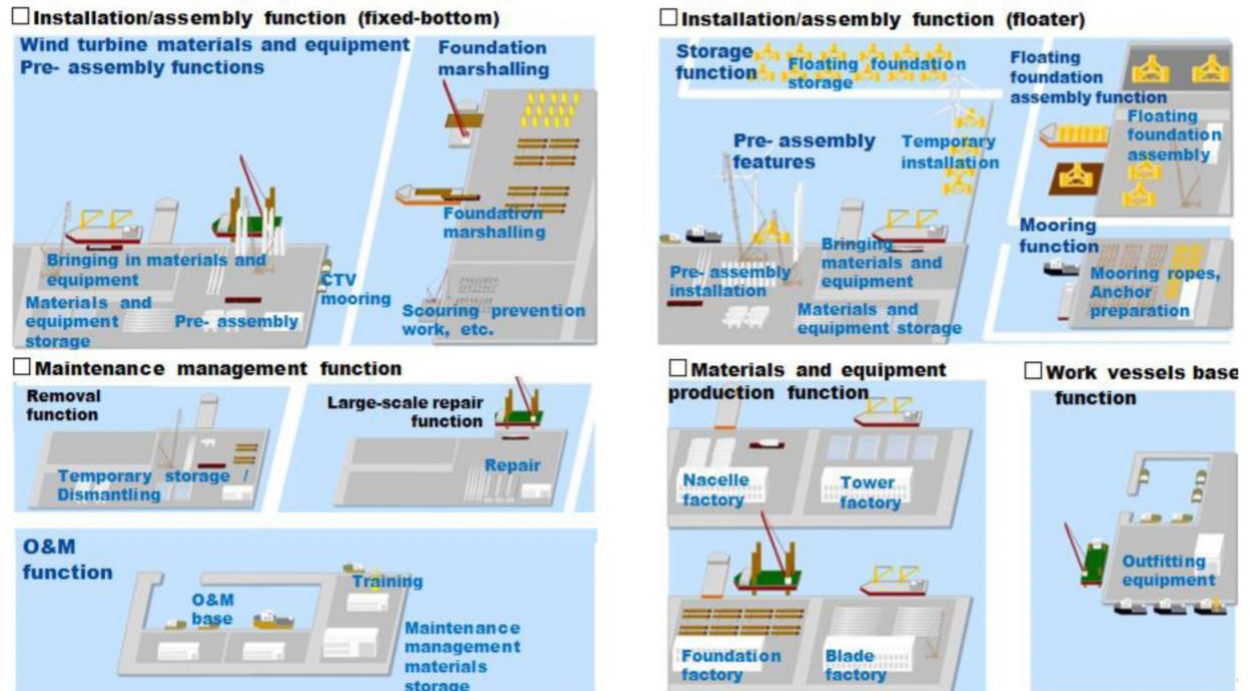 □ Installation/assembly function (fixed-bottom)
Wind turbine materials and equipment
Pre- assembly functions
Foundation
marshalling
Foundation
marshalling
Bringing in materials and
equipment
CTV
mooring
Materials and
equipment
storage
Pre- assembly
Scouring prevention
work, etc.
□ Installation/assembly function (floater)
Storage
function
Floating foundation
storage
Floating
foundation
assembly function
Floating
foundation
assembly
Pre- assembly
features
Temporary
installation
Mooring
function
Bringing
materials and
equipment
Pre- assembly
installation
Materials and
equipment storage
Mooring ropes,
Anchor
preparation
□ Maintenance management function
Removal
function
Temporary storage /
Dismantling
Large-scale repair
function
Repair
O&M
function
O&M
base
Training
Maintenance
management
materials
storage
□ Materials and equipment
production function
Nacelle
factory
Tower
factory
Foundation
factory
Blade
factory
□ Work vessels base
function
Outfitting
equipment